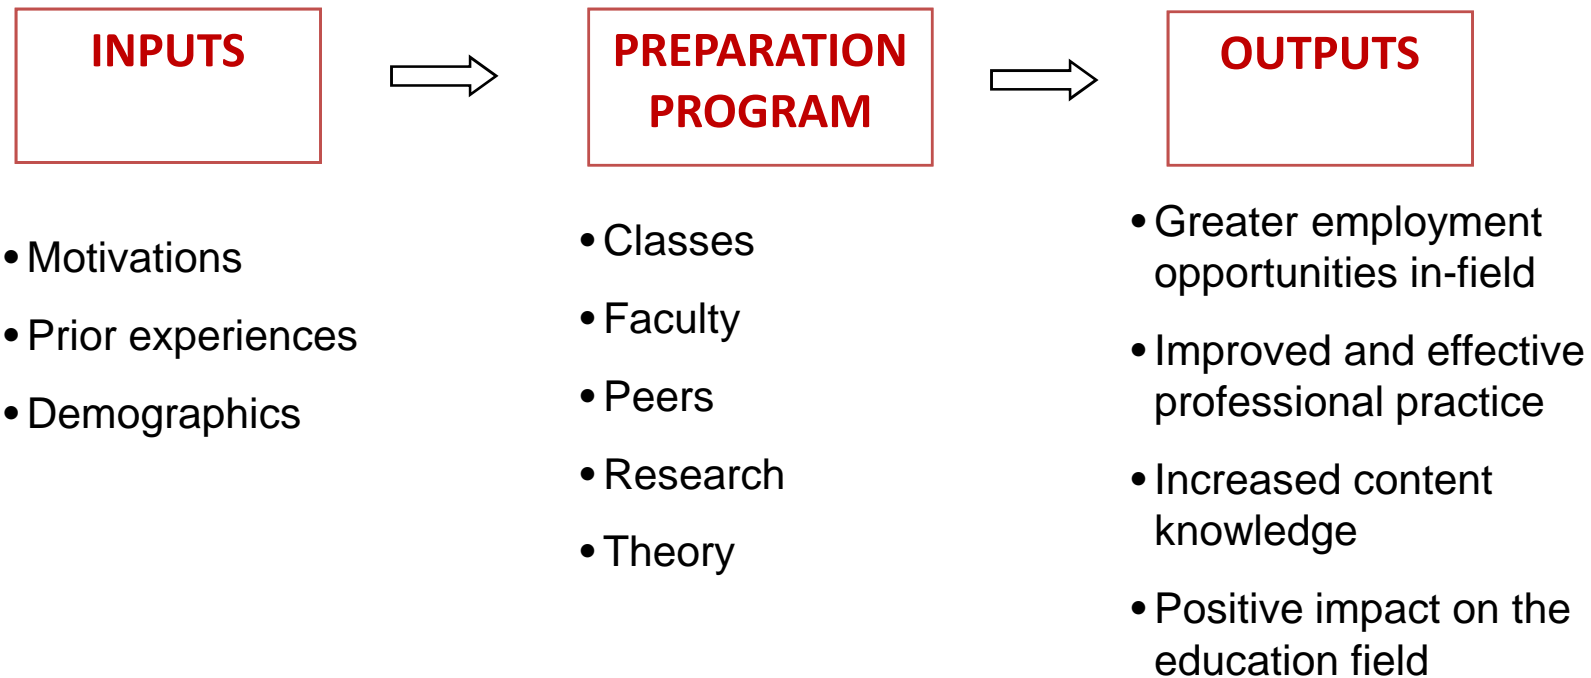 INPUTS
• Motivations
• Prior experiences
• Demographics
PREPARATION
PROGRAM
• Classes
• Faculty
• Peers
• Research
• Theory
OUTPUTS
• Greater employment
opportunities in-field
• Improved and effective
professional practice
• Increased content
knowledge
• Positive impact on the
education field